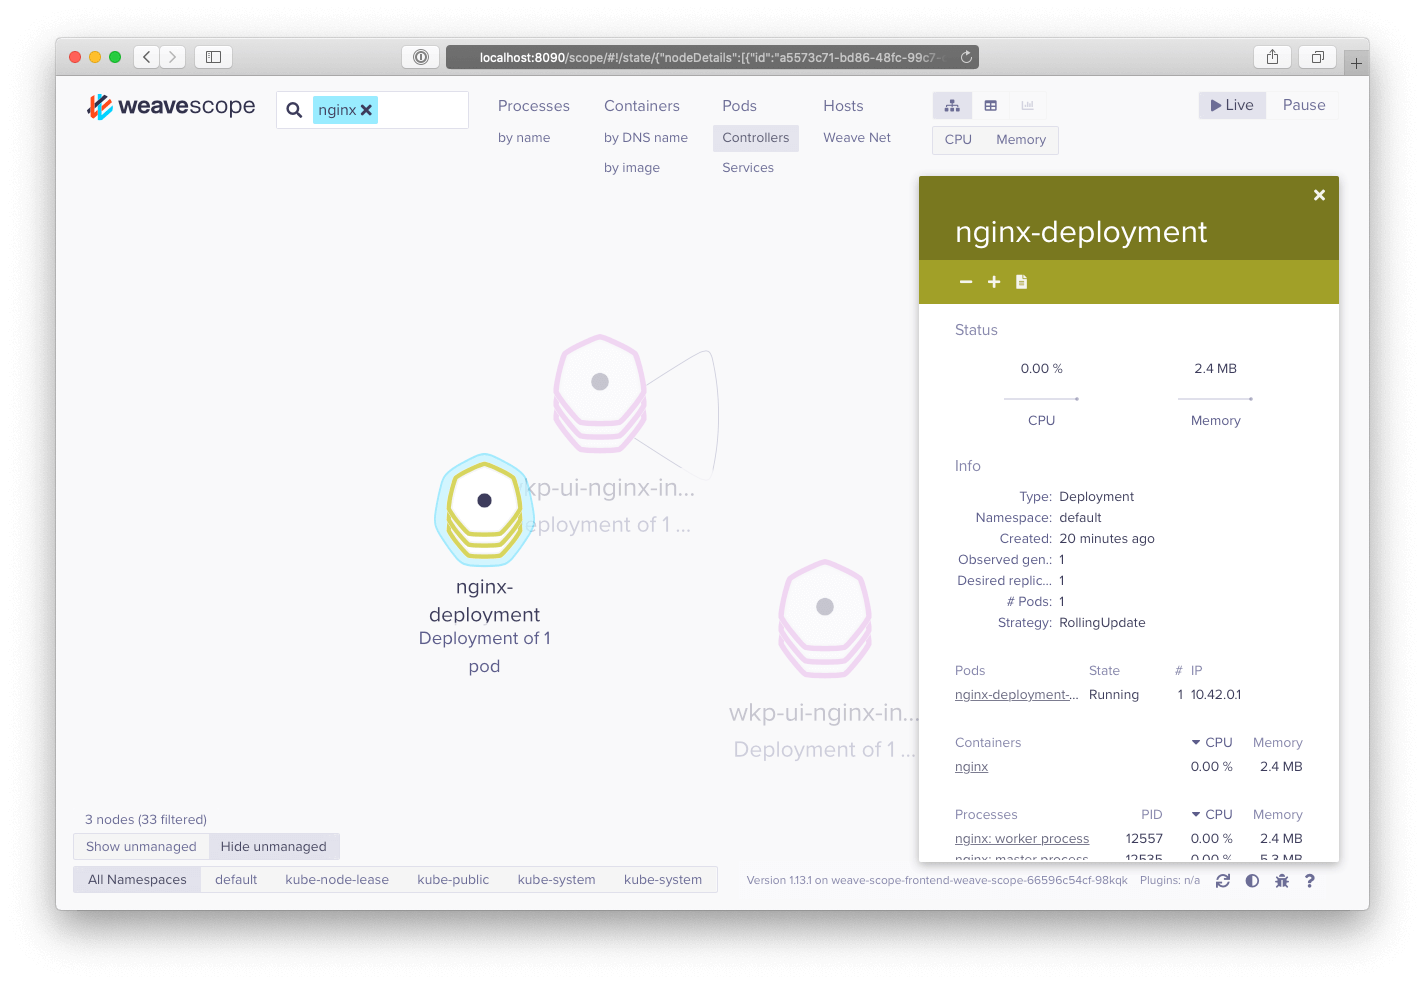 localhost:8090/scope/#!/state/{"nodeDetails":[{"id":"a5573c71-bd86-48fc-99c7-
weavescope
nginx
Processes
Containers
Pods
Hosts
by name
by DNS name
Controllers
Weave Net
by image
Services
CPU
Memory
Live
Pause
nginx-deployment
Status
0.00 %
2.4 MB
CPU
Memory
Info
Type: Deployment
Namespace: default
Created: 20 minutes ago
Observed gen.: 1
Desired replic... 1
# Pods: 1
Strategy: RollingUpdate
Pods State # IP
nginx-deployment-... Running 1 10.42.0.1
Containers CPU Memory
nginx 0.00 % 2.4 MB
Processes PID CPU Memory
nginx: worker process 12557 0.00 % 2.4 MB
nginx: master process 12535 0.00 % 5.3 MB
kp-ui-nginx-in...
eployment of 1 ...
nginx-
deployment
Deployment of 1
pod
wkp-ui-nginx-in...
Deployment of 1 ...
3 nodes (33 filtered)
Show unmanaged
Hide unmanaged
All Namespaces
default
kube-node-lease
kube-public
kube-system
kube-system
Version 1.13.1 on weave-scope-frontend-weave-scope-66596c54cf-98kqk
Plugins: n/a
?